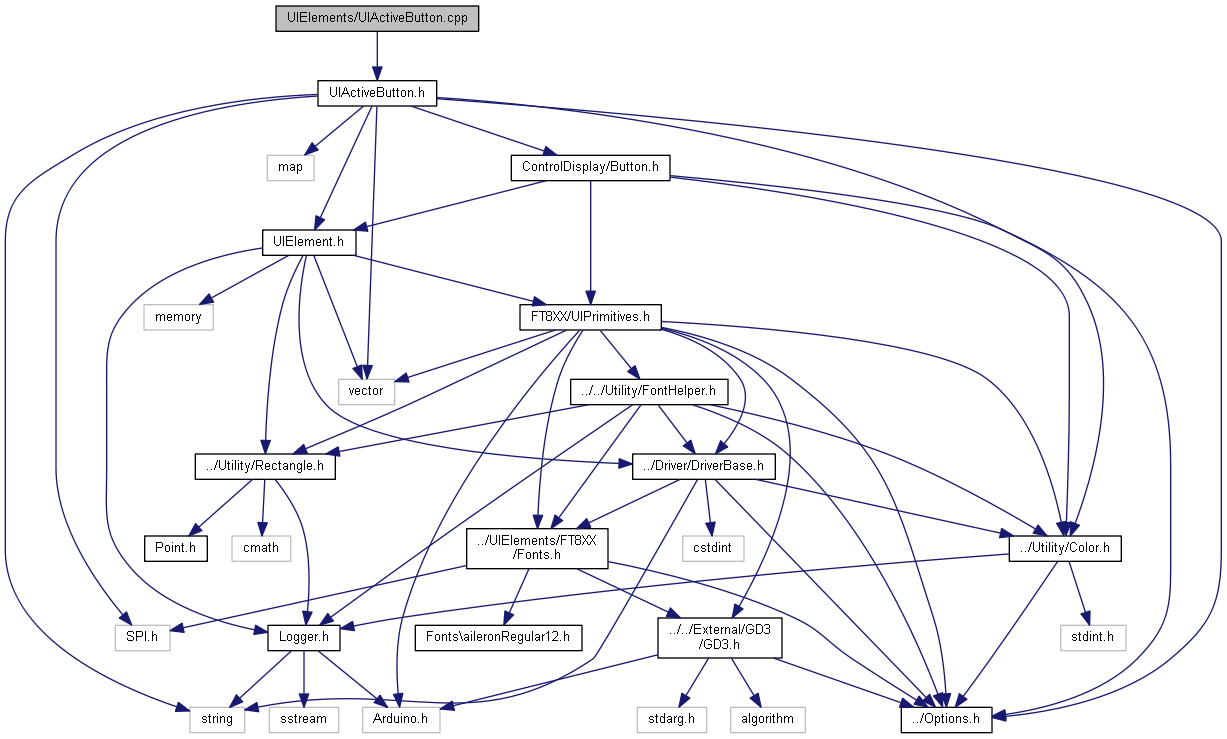 UIElements/UIActiveButton.cpp
UIActiveButton.h
map
ControlDisplay/Button.h
UIElement.h
memory
FT8XX/UIPrimitives.h
vector
../../Utility/FontHelper.h
../Utility/Rectangle.h
../Driver/DriverBase.h
Point.h
cmath
../UIElements/FT8XX
/Fonts.h
cstdint
../Utility/Color.h
SPI.h
Logger.h
Fonts\aileronRegular12.h
../../External/GD3
/GD3.h
stdint.h
string
sstream
Arduino.h
stdarg.h
algorithm
../Options.h